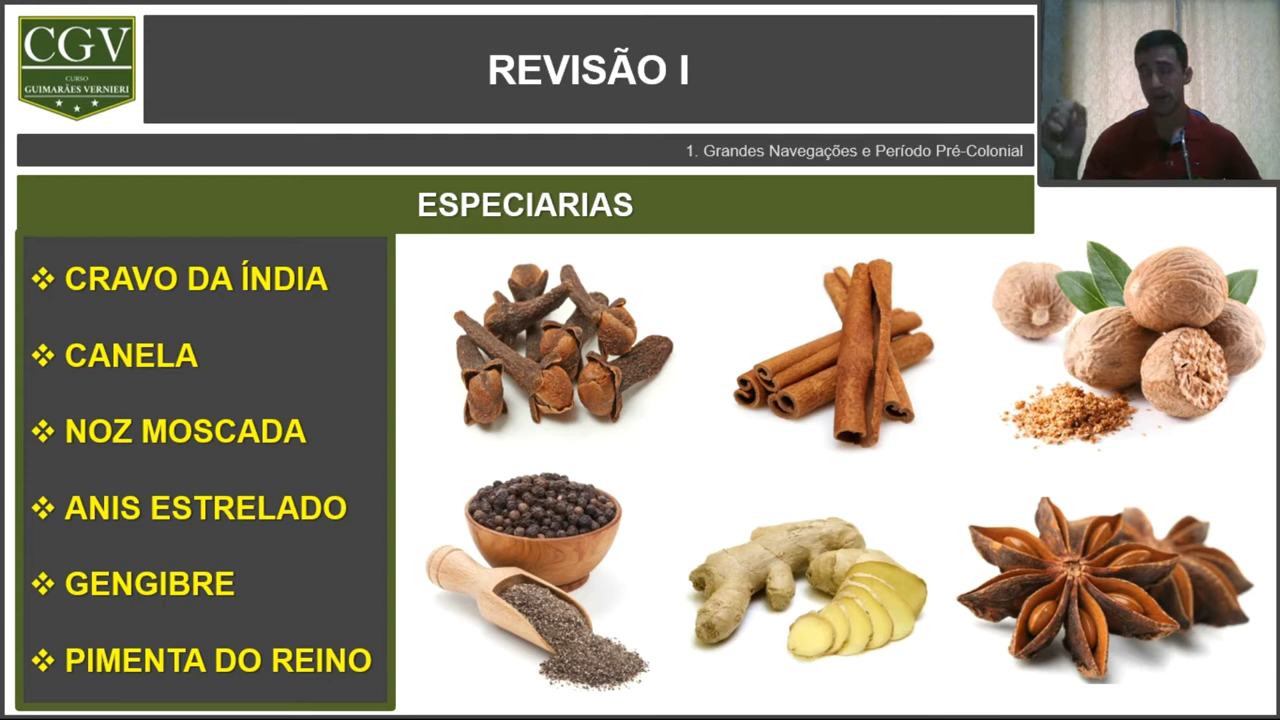 CGV
CURSO
GUIMARÃES VERNIERI
REVISÃO I
1. Grandes Navegações e Período Pré-Colonial
ESPECIARIAS
CRAVO DA ÍNDIA
CANELA
NOZ MOSCADA
ANIS ESTRELADO
GENGIBRE
PIMENTA DO REINO